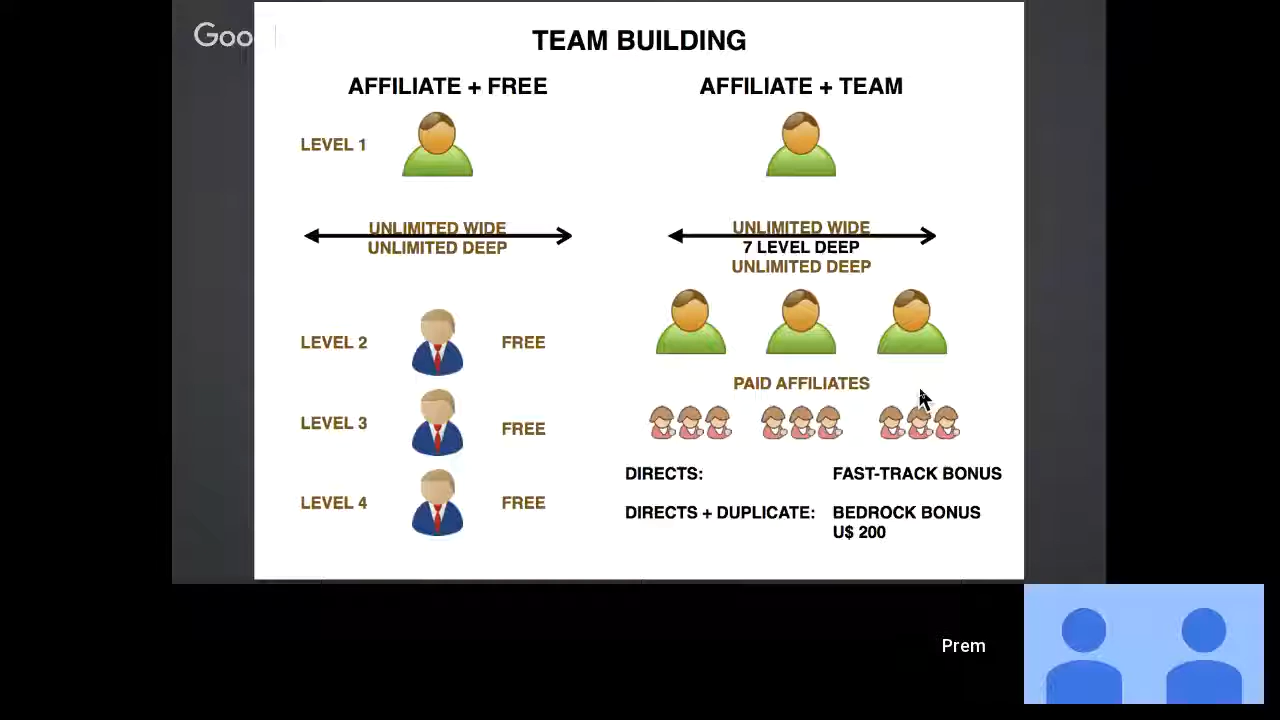 Goo
TEAM BUILDING
AFFILIATE + FREE
AFFILIATE + TEAM
LEVEL 1
UNLIMITED WIDE
UNLIMITED DEEP
UNLIMITED WIDE
7 LEVEL DEEP
UNLIMITED DEEP
LEVEL 2
FREE
PAID AFFILIATES
LEVEL 3
FREE
DIRECTS:
FAST-TRACK BONUS
LEVEL 4
FREE
DIRECTS + DUPLICATE:
BEDROCK BONUS
U$ 200
Prem